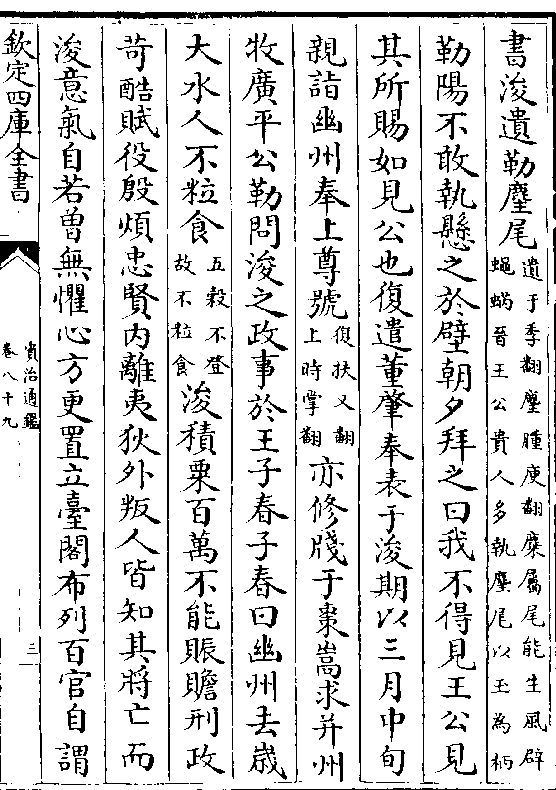 書浚遺勒麈尾遺于季翻麈腫庾翻麋屬尾能生風辟蠅蜹晉王公貴人多執麈尾以玉為柄
勒陽不敢執懸之於壁朝夕拜之曰我不得見王公見
其所賜如見公也復遣董肇奉表于浚期以三月中旬
親詣幽州奉上尊號復扶又翻上時掌翻亦修牋于棗嵩求并州
牧廣平公勒問浚之政事於王子春子春曰幽州去歲
大水人不粒食五穀不登故不粒食浚積粟百萬不能賑贍刑政
苛酷賦役殷煩忠賢内離夷狄外叛人皆知其將亡而
浚意氣自若曽無懼心方更置立臺閣布列百官自謂
欽定四庫全書
資治通鑑
卷八十九
三